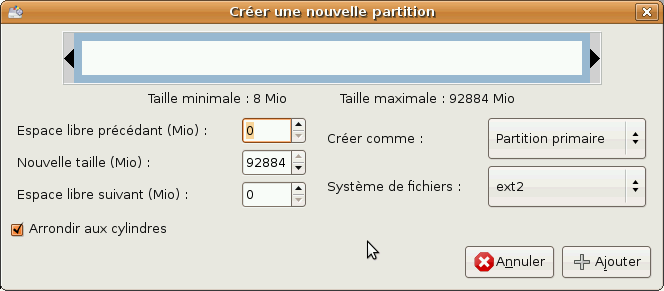 Créer une nouvelle partition
Taille minimale : 8 Mio Taille maximale : 92884 Mio
Espace libre précédant (Mio) : 0
Créer comme : Partition primaire
Nouvelle taille (Mio) : 92884
Système de fichiers : ext2
Espace libre suivant (Mio) : 0
Arrondir aux cylindres
Annuler Ajouter